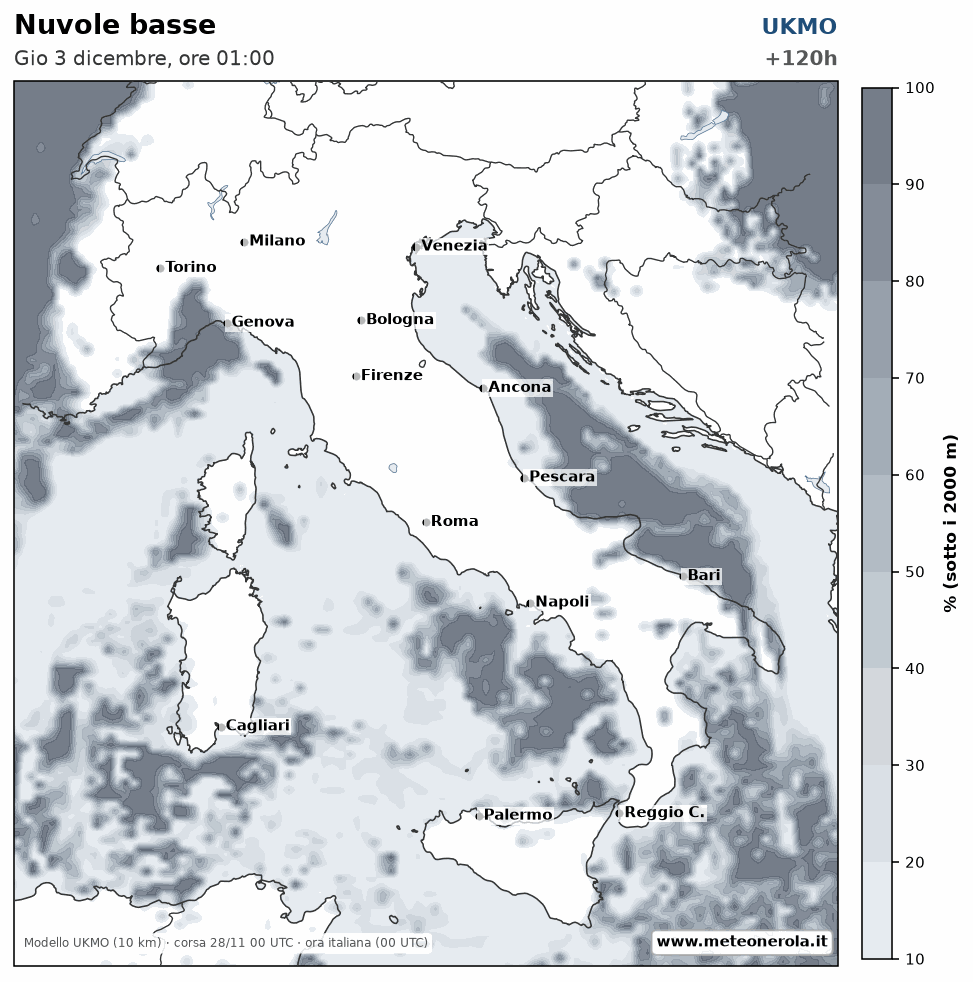 Nuvole basse
UKMO
Gio 3 dicembre, ore 01:00
+120h
100
90
80
70
60
50
40
30
20
10
% (sotto i 2000 m)
Milano
Venezia
Torino
Genova
Bologna
Firenze
Ancona
Pescara
Roma
Bari
Napoli
Cagliari
Palermo
Reggio C.
Modello UKMO (10 km) · corsa 28/11 00 UTC · ora italiana (00 UTC)
www.meteonerola.it